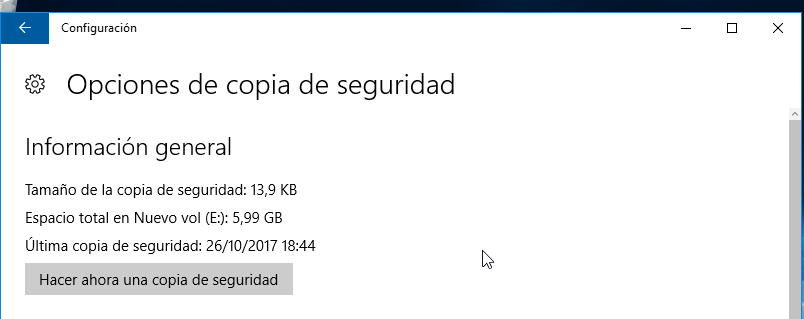 Configuración
Opciones de copia de seguridad
Información general
Tamaño de la copia de seguridad: 13,9 KB
Espacio total en Nuevo vol (E:): 5,99 GB
Última copia de seguridad: 26/10/2017 18:44
Hacer ahora una copia de seguridad